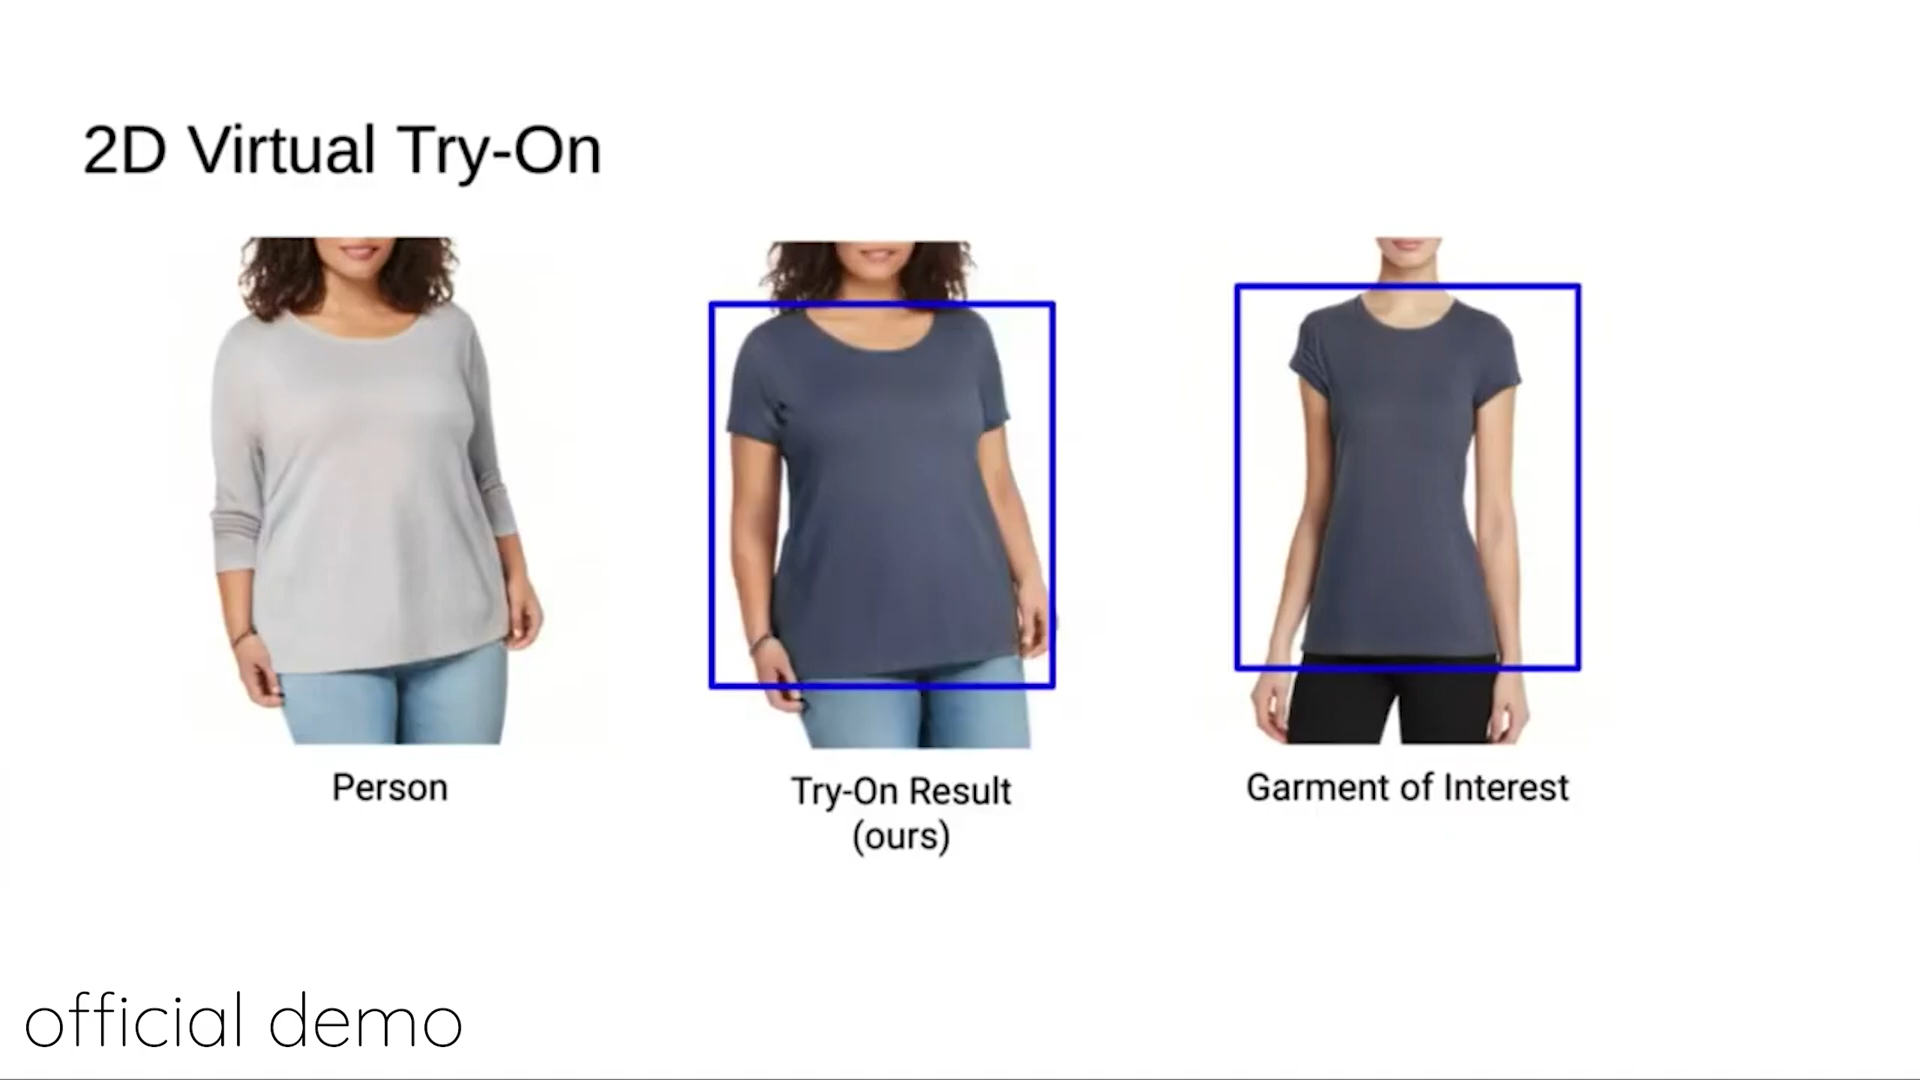 2D Virtual Try-On
Person
Try-On Result
(ours)
Garment of Interest
official demo